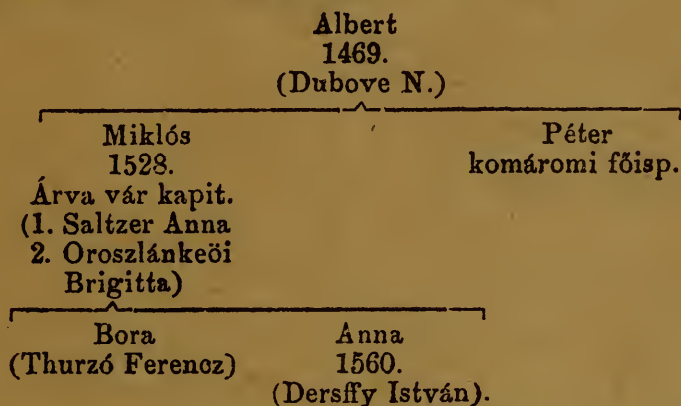 Albert
1469.
(Dubove N.)
Miklós
1528.
Árva vár kapit.
(1. Saltzer Anna
2. Oroszlánkeöi
Brigitta)
Péter
komáromi főisp.
Bora
(Thurzó Ferencz)
Anna
1560.
(Dersffy István).